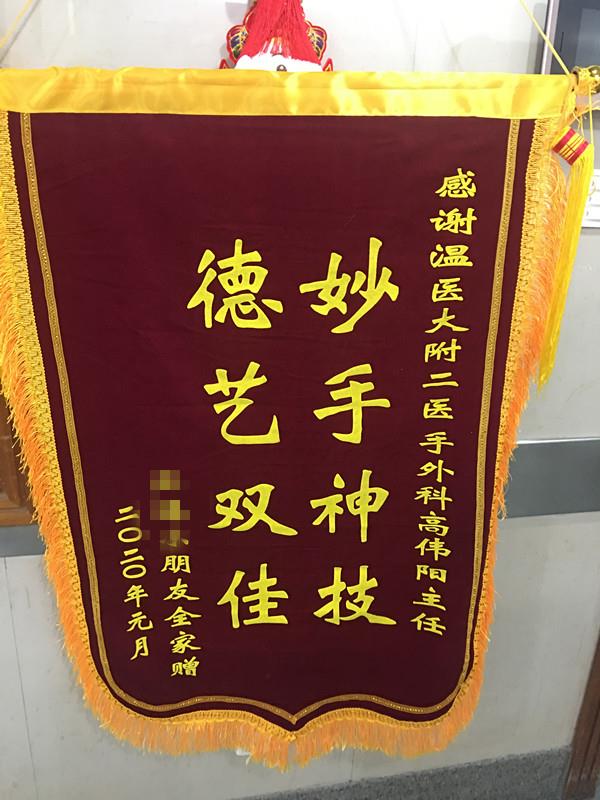 感谢温医大附二医手外科高伟阳主任
妙手神技
德艺双佳
朋友全家赠
二〇二〇年元月